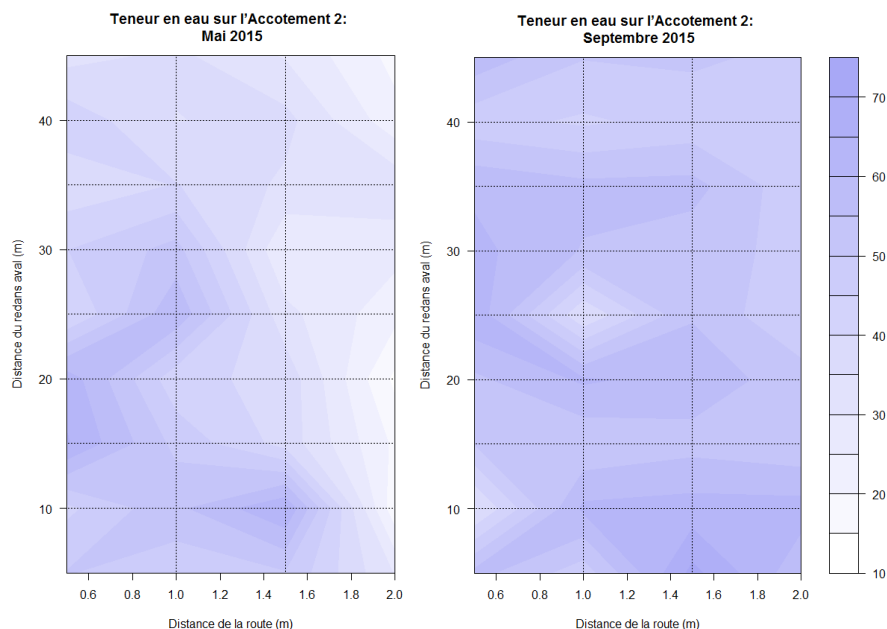 Teneur en eau sur l'Accotement 2:
Mai 2015
Distance du redans aval (m)
40
30
20
10
0.6 0.8 1.0 1.2 1.4 1.6 1.8 2.0
Distance de la route (m)
Teneur en eau sur l'Accotement 2:
Septembre 2015
Distance du redans aval (m)
40
30
20
10
0.6 0.8 1.0 1.2 1.4 1.6 1.8 2.0
Distance de la route (m)
70
60
50
40
30
20
10